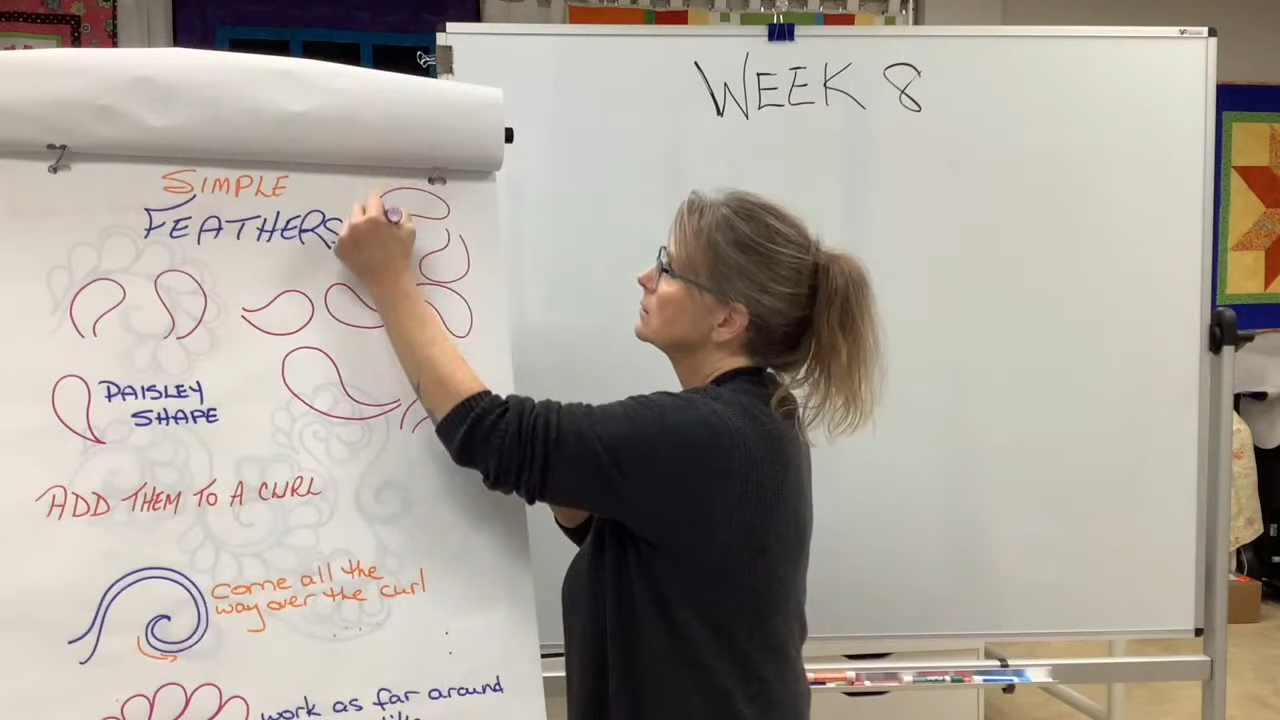 WEEK 8
SIMPLE
FEATHERS
PAISLEY
SHAPE
ADD THEM TO A CURL
come all the
way over the curl
work as far around
like